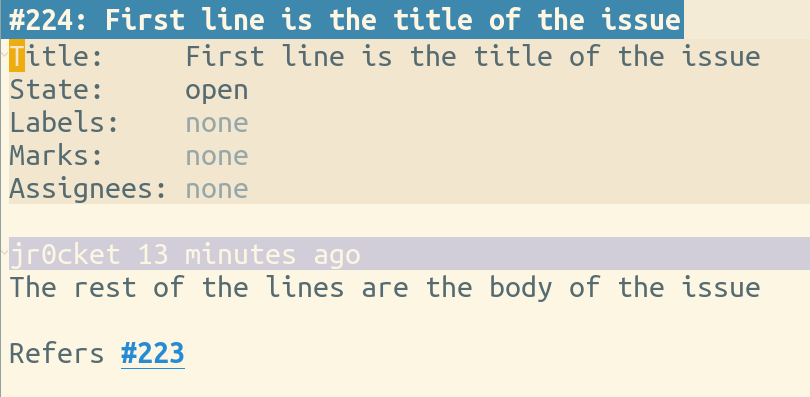 #224: First line is the title of the issue
Title: First line is the title of the issue
State: open
Labels: none
Marks: none
Assignees: none
jr0cket 13 minutes ago
The rest of the lines are the body of the issue
Refers #223